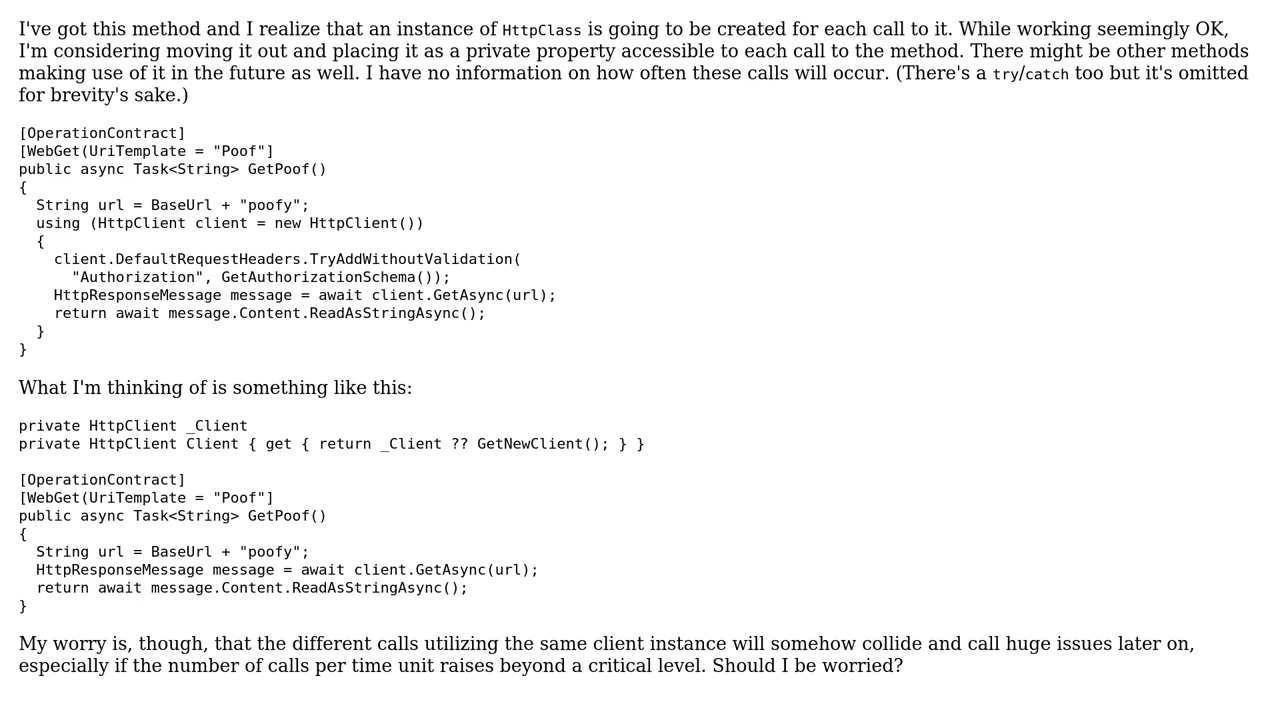 I've got this method and I realize that an instance of HttpClass is going to be created for each call to it. While working seemingly OK,
I'm considering moving it out and placing it as a private property accessible to each call to the method. There might be other methods
making use of it in the future as well. I have no information on how often these calls will occur. (There's a try/catch too but it's omitted
for brevity's sake.)
[OperationContract]
[WebGet(UriTemplate = "Poof"]
public async Task<String> GetPoof()
{
  String url = BaseUrl + "poofy";
  using (HttpClient client = new HttpClient())
  {
    client.DefaultRequestHeaders.TryAddWithoutValidation(
      "Authorization", GetAuthorizationSchema());
    HttpResponseMessage message = await client.GetAsync(url);
    return await message.Content.ReadAsStringAsync();
  }
}
What I'm thinking of is something like this:
private HttpClient _Client
private HttpClient Client { get { return _Client ?? GetNewClient(); } }
[OperationContract]
[WebGet(UriTemplate = "Poof"]
public async Task<String> GetPoof()
{
  String url = BaseUrl + "poofy";
  HttpResponseMessage message = await client.GetAsync(url);
  return await message.Content.ReadAsStringAsync();
}
My worry is, though, that the different calls utilizing the same client instance will somehow collide and call huge issues later on,
especially if the number of calls per time unit raises beyond a critical level. Should I be worried?